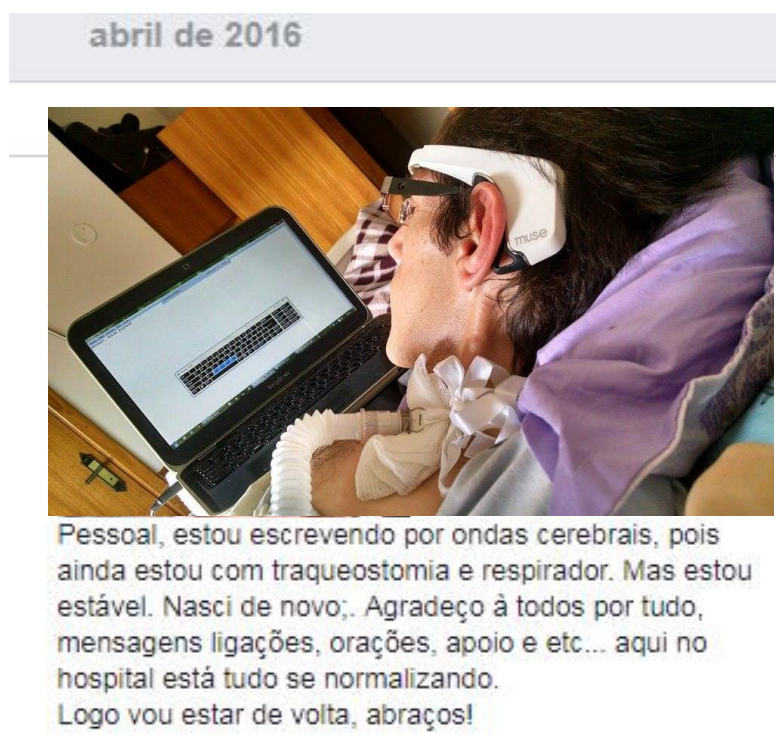 abril de 2016
muse
Pessoal, estou escrevendo por ondas cerebrais, pois
ainda estou com traqueostomia e respirador. Mas estou
estável. Nasci de novo;. Agradeço à todos por tudo,
mensagens ligações, orações, apoio e etc... aqui no
hospital está tudo se normalizando.
Logo vou estar de volta, abraços!